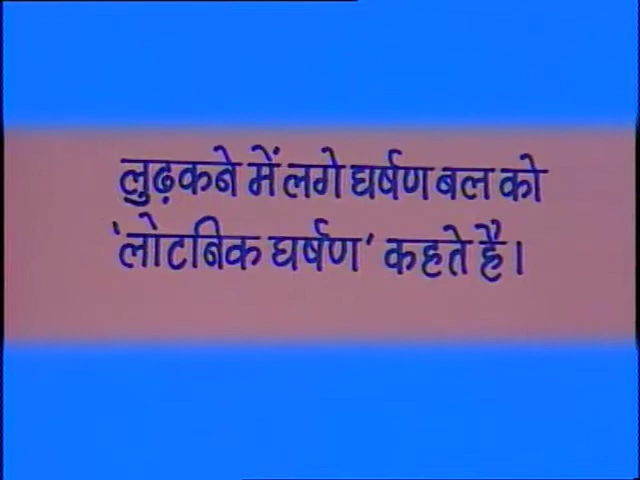 लुढ़कने में लगे घर्षण बल को
'लोटनिक घर्षण' कहते है।